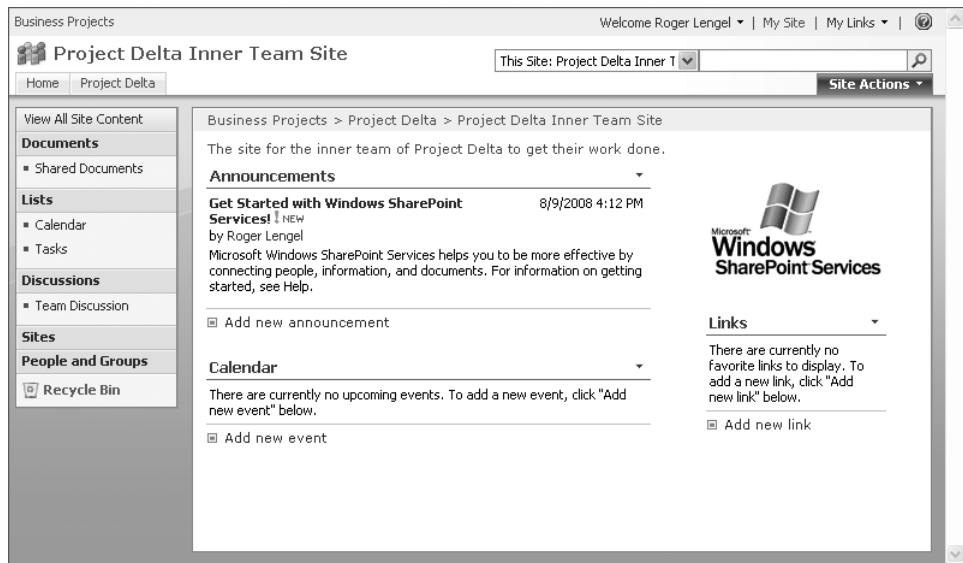 Business Projects
Welcome Roger Lengel | My Site | My Links |
Project Delta Inner Team Site
This Site: Project Delta Inner T
Home Project Delta
Site Actions
View All Site Content
Documents
Shared Documents
Lists
Calendar
Tasks
Discussions
Team Discussion
Sites
People and Groups
Recycle Bin
Business Projects > Project Delta > Project Delta Inner Team Site
The site for the inner team of Project Delta to get their work done.
Announcements
Get Started with Windows SharePoint 8/9/2008 4:12 PM
Services! ! NEW
by Roger Lengel
Microsoft Windows SharePoint Services helps you to be more effective by
connecting people, information, and documents. For information on getting
started, see Help.
Add new announcement
Calendar
There are currently no upcoming events. To add a new event, click "Add
new event" below.
Add new event
Microsoft
Windows
SharePoint Services
Links
There are currently no
favorite links to display. To
add a new link, click "Add
new link" below.
Add new link